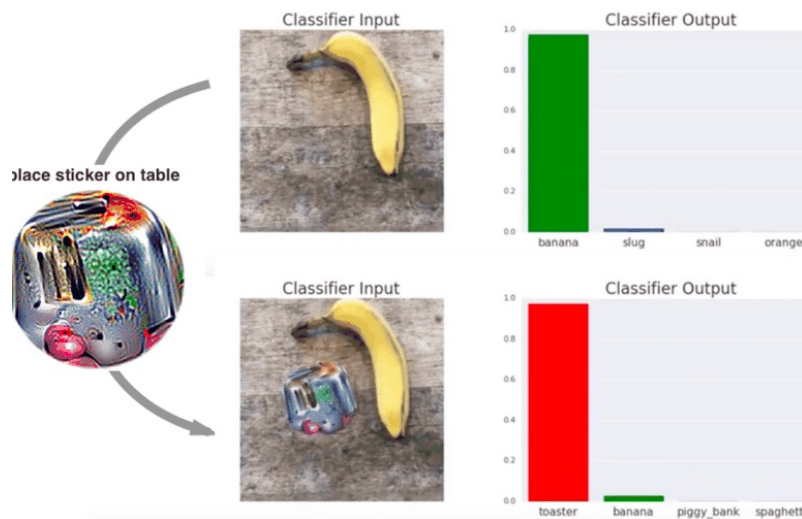 Classifier Input
Classifier Output
1.0
0.8
0.6
0.4
0.2
0.0
banana slug snail orange
place sticker on table
Classifier Input
Classifier Output
1.0
0.8
0.6
0.4
0.2
0.0
toaster banana piggy_bank spaghett